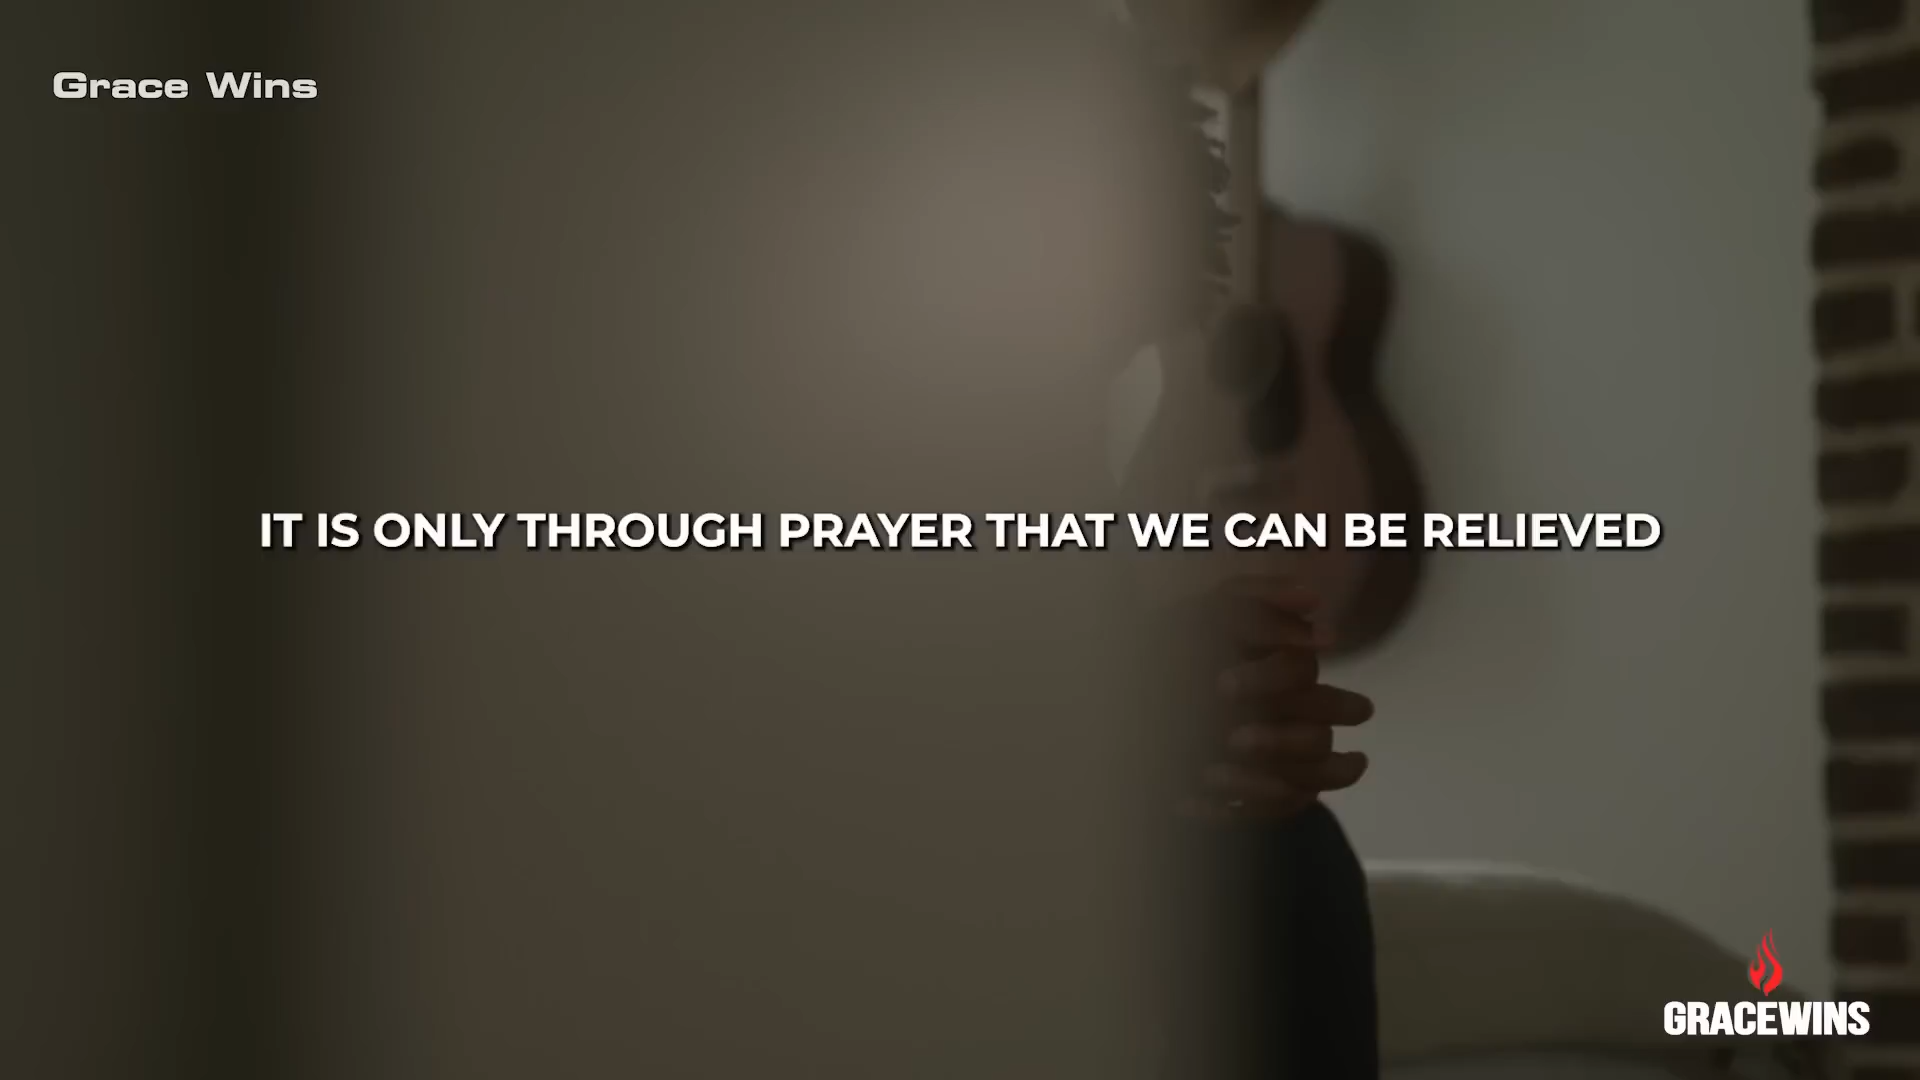 Grace Wins
IT IS ONLY THROUGH PRAYER THAT WE CAN BE RELIEVED
GRACEWINS